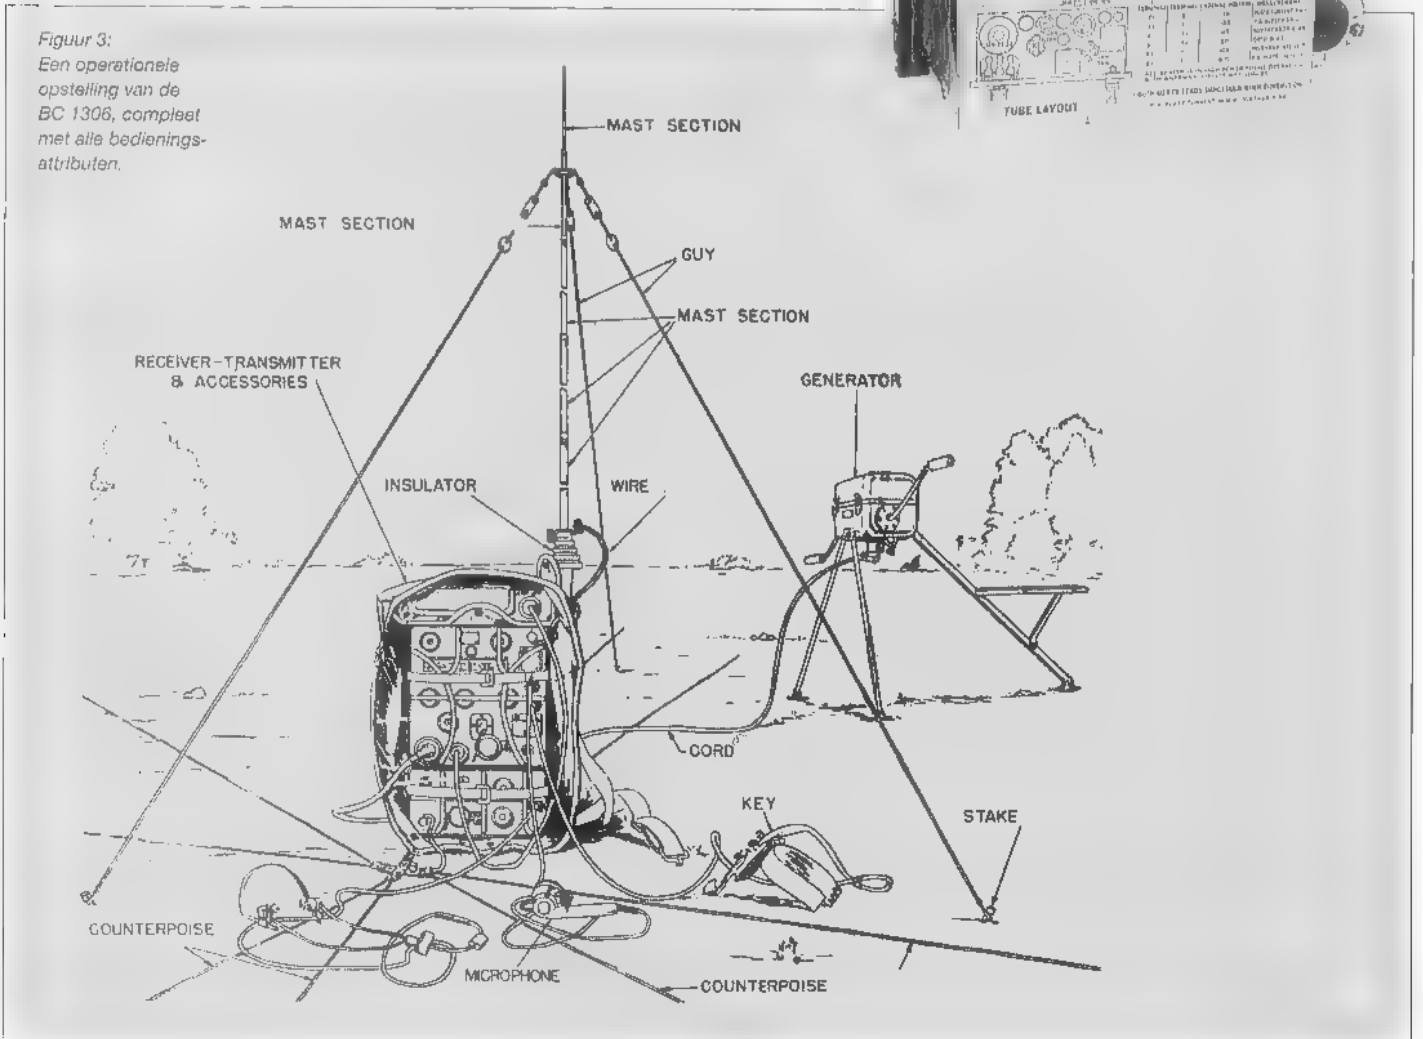 Figuur 3:
Een operationele
opstelling van de
BC 1306, compleet
met alle bedienings-
attributen.
TUBE LAYOUT
MAST SECTION
MAST SECTION
GUY
MAST SECTION
RECEIVER-TRANSMITTER
& ACCESSORIES
GENERATOR
INSULATOR
WIRE
CORD
KEY
STAKE
COUNTERPOISE
MICROPHONE
COUNTERPOISE